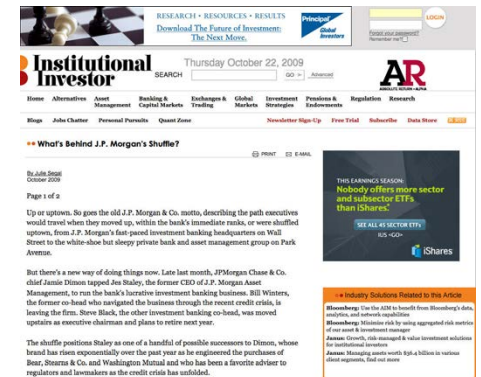 RESEARCH • RESOURCES • RESULTS
Download The Future of Investment:
The Next Move.
Principal
Global
Investors
LOGIN
Forgot your password?
Remember me?
Institutional
Investor
Thursday October 22, 2009
SEARCH
GO
Advanced
AR
ABSOLUTE RETURN + ALPHA
Home Alternatives Asset Management Banking & Capital Markets Exchanges & Trading Global Markets Investment Strategies Pensions & Endowments Regulation Research
Blogs Jobs Chatter Personal Pursuits Quant Zone Newsletter Sign-Up Free Trial Subscribe Data Store RSS
What's Behind J.P. Morgan's Shuffle?
PRINT E-MAIL
By Julie Segal
October 2009
Page 1 of 2
Up or uptown. So goes the old J.P. Morgan & Co. motto, describing the path executives
would travel when they moved up, within the bank's immediate ranks, or were shuffled
uptown, from J.P. Morgan's fast-paced investment banking headquarters on Wall
Street to the white-shoe but sleepy private bank and asset management group on Park
Avenue.
But there's a new way of doing things now. Late last month, JPMorgan Chase & Co.
chief Jamie Dimon tapped Jes Staley, the former CEO of J.P. Morgan Asset
Management, to run the bank's lucrative investment banking business. Bill Winters,
the former co-head who navigated the business through the recent credit crisis, is
leaving the firm. Steve Black, the other investment banking co-head, was moved
upstairs as executive chairman and plans to retire next year.
The shuffle positions Staley as one of a handful of possible successors to Dimon, whose
brand has risen exponentially over the past year as he engineered the purchases of
Bear, Stearns & Co. and Washington Mutual and who has been a favorite adviser to
regulators and lawmakers as the credit crisis has unfolded.
THIS EARNINGS SEASON:
Nobody offers more sector
and subsector ETFs
than iShares.
SEE ALL 45 SECTOR ETFs
IUS <GO>
iShares
Industry Solutions Related to this Article
Bloomberg: Use the AIM to benefit from Bloomberg's data,
analytics, and network capabilities
Bloomberg: Minimize risk by using aggregated risk metrics
of our asset & investment manager
Janus: Growth, risk-managed & value investment solutions
for institutional investors
Janus: Managing assets worth $36.4 billion in various
client segments, find out more